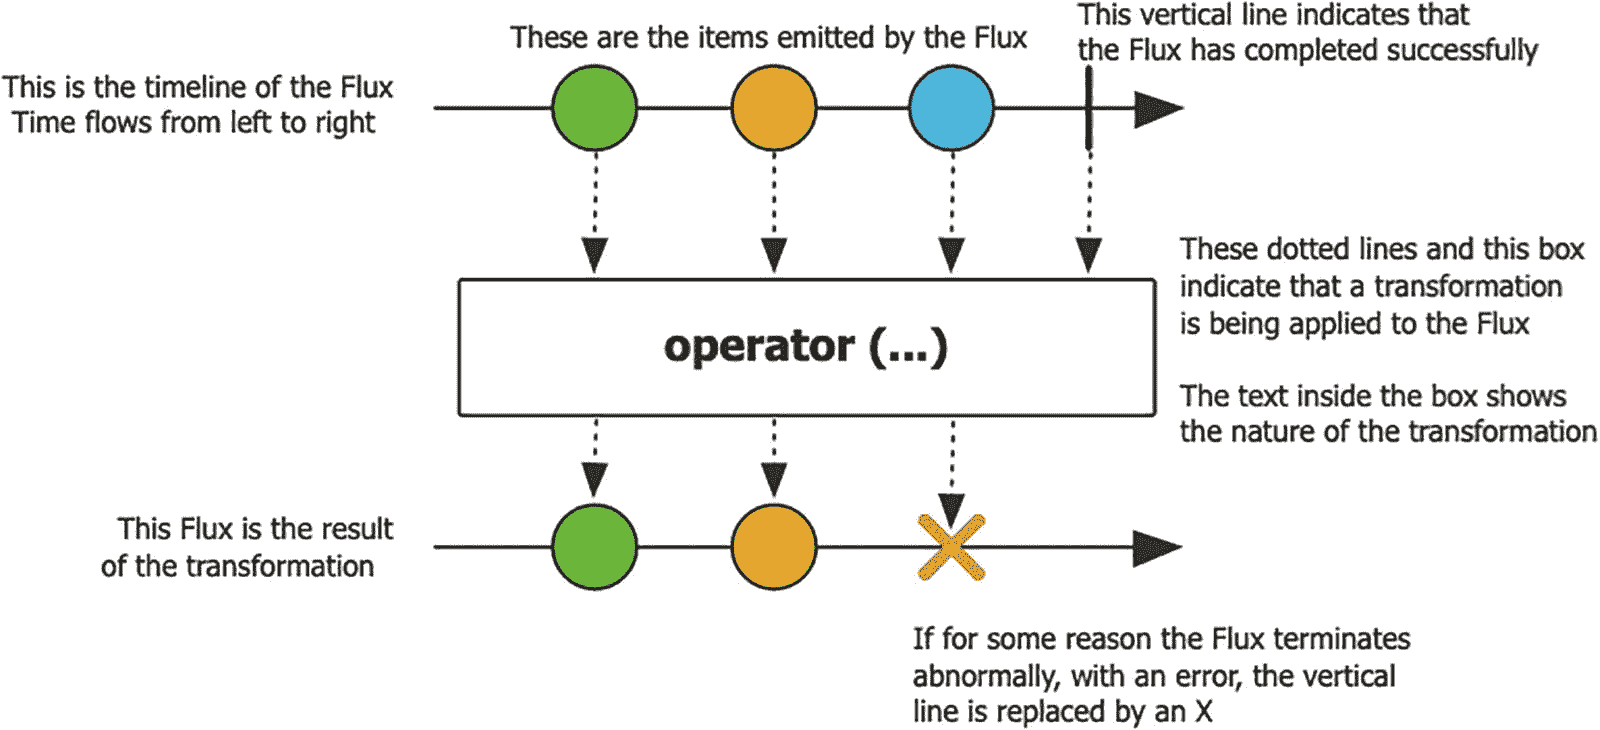 These are the items emitted by the Flux
This vertical line indicates that
the Flux has completed successfully
This is the timeline of the Flux
Time flows from left to right
These dotted lines and this box
indicate that a transformation
is being applied to the Flux
operator (...)
The text inside the box shows
the nature of the transformation
This Flux is the result
of the transformation
If for some reason the Flux terminates
abnormally, with an error, the vertical
line is replaced by an X